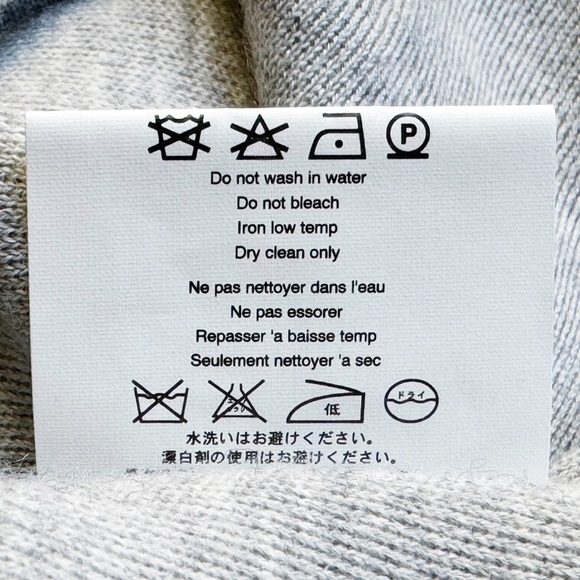 P
Do not wash in water
Do not bleach
Iron low temp
Dry clean only
Ne pas nettoyer dans l'eau
Ne pas essorer
Repasser 'a baisse temp
Seulement nettoyer 'a sec
低 ドライ
水洗いはお避けください。
漂白剤の使用はお避けください。